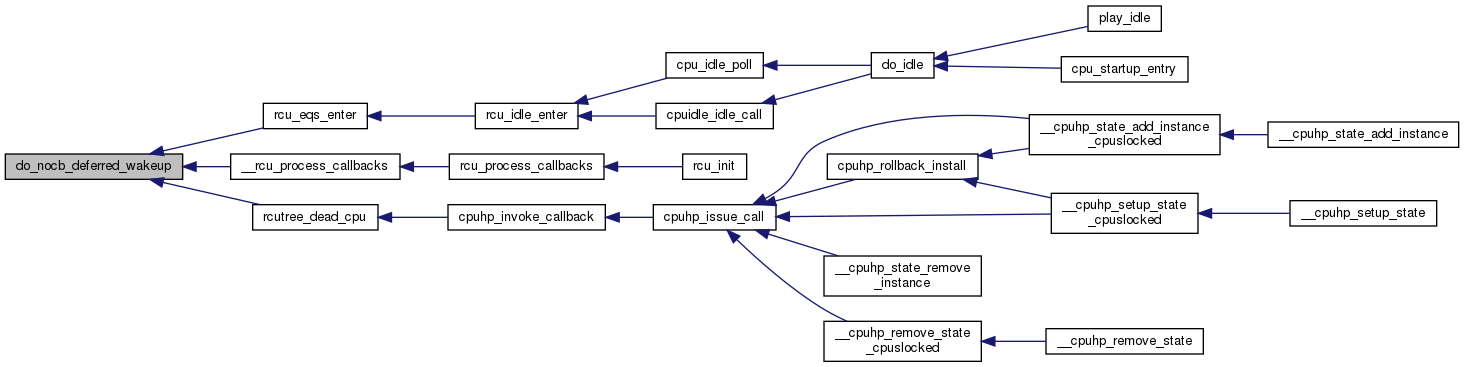 play_idle
cpu_idle_poll
do_idle
cpu_startup_entry
rcu_eqs_enter
rcu_idle_enter
cpuidle_idle_call
__cpuhp_state_add_instance
_cpuslocked
__cpuhp_state_add_instance
do_nocb_deferred_wakeup
__rcu_process_callbacks
rcu_process_callbacks
rcu_init
cpuhp_rollback_install
rcutree_dead_cpu
cpuhp_invoke_callback
cpuhp_issue_call
__cpuhp_setup_state
_cpuslocked
__cpuhp_setup_state
__cpuhp_state_remove
_instance
__cpuhp_remove_state
_cpuslocked
__cpuhp_remove_state